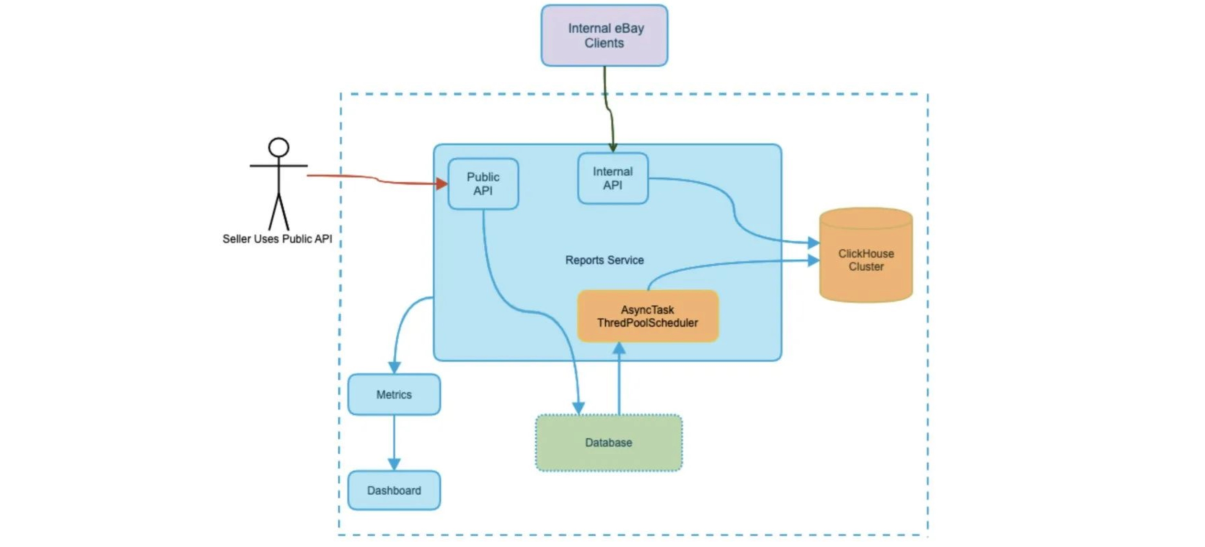 Internal eBay
Clients
Public
API
Internal
API
Seller Uses Public API
Reports Service
ClickHouse
Cluster
AsyncTask
ThredPoolScheduler
Metrics
Database
Dashboard